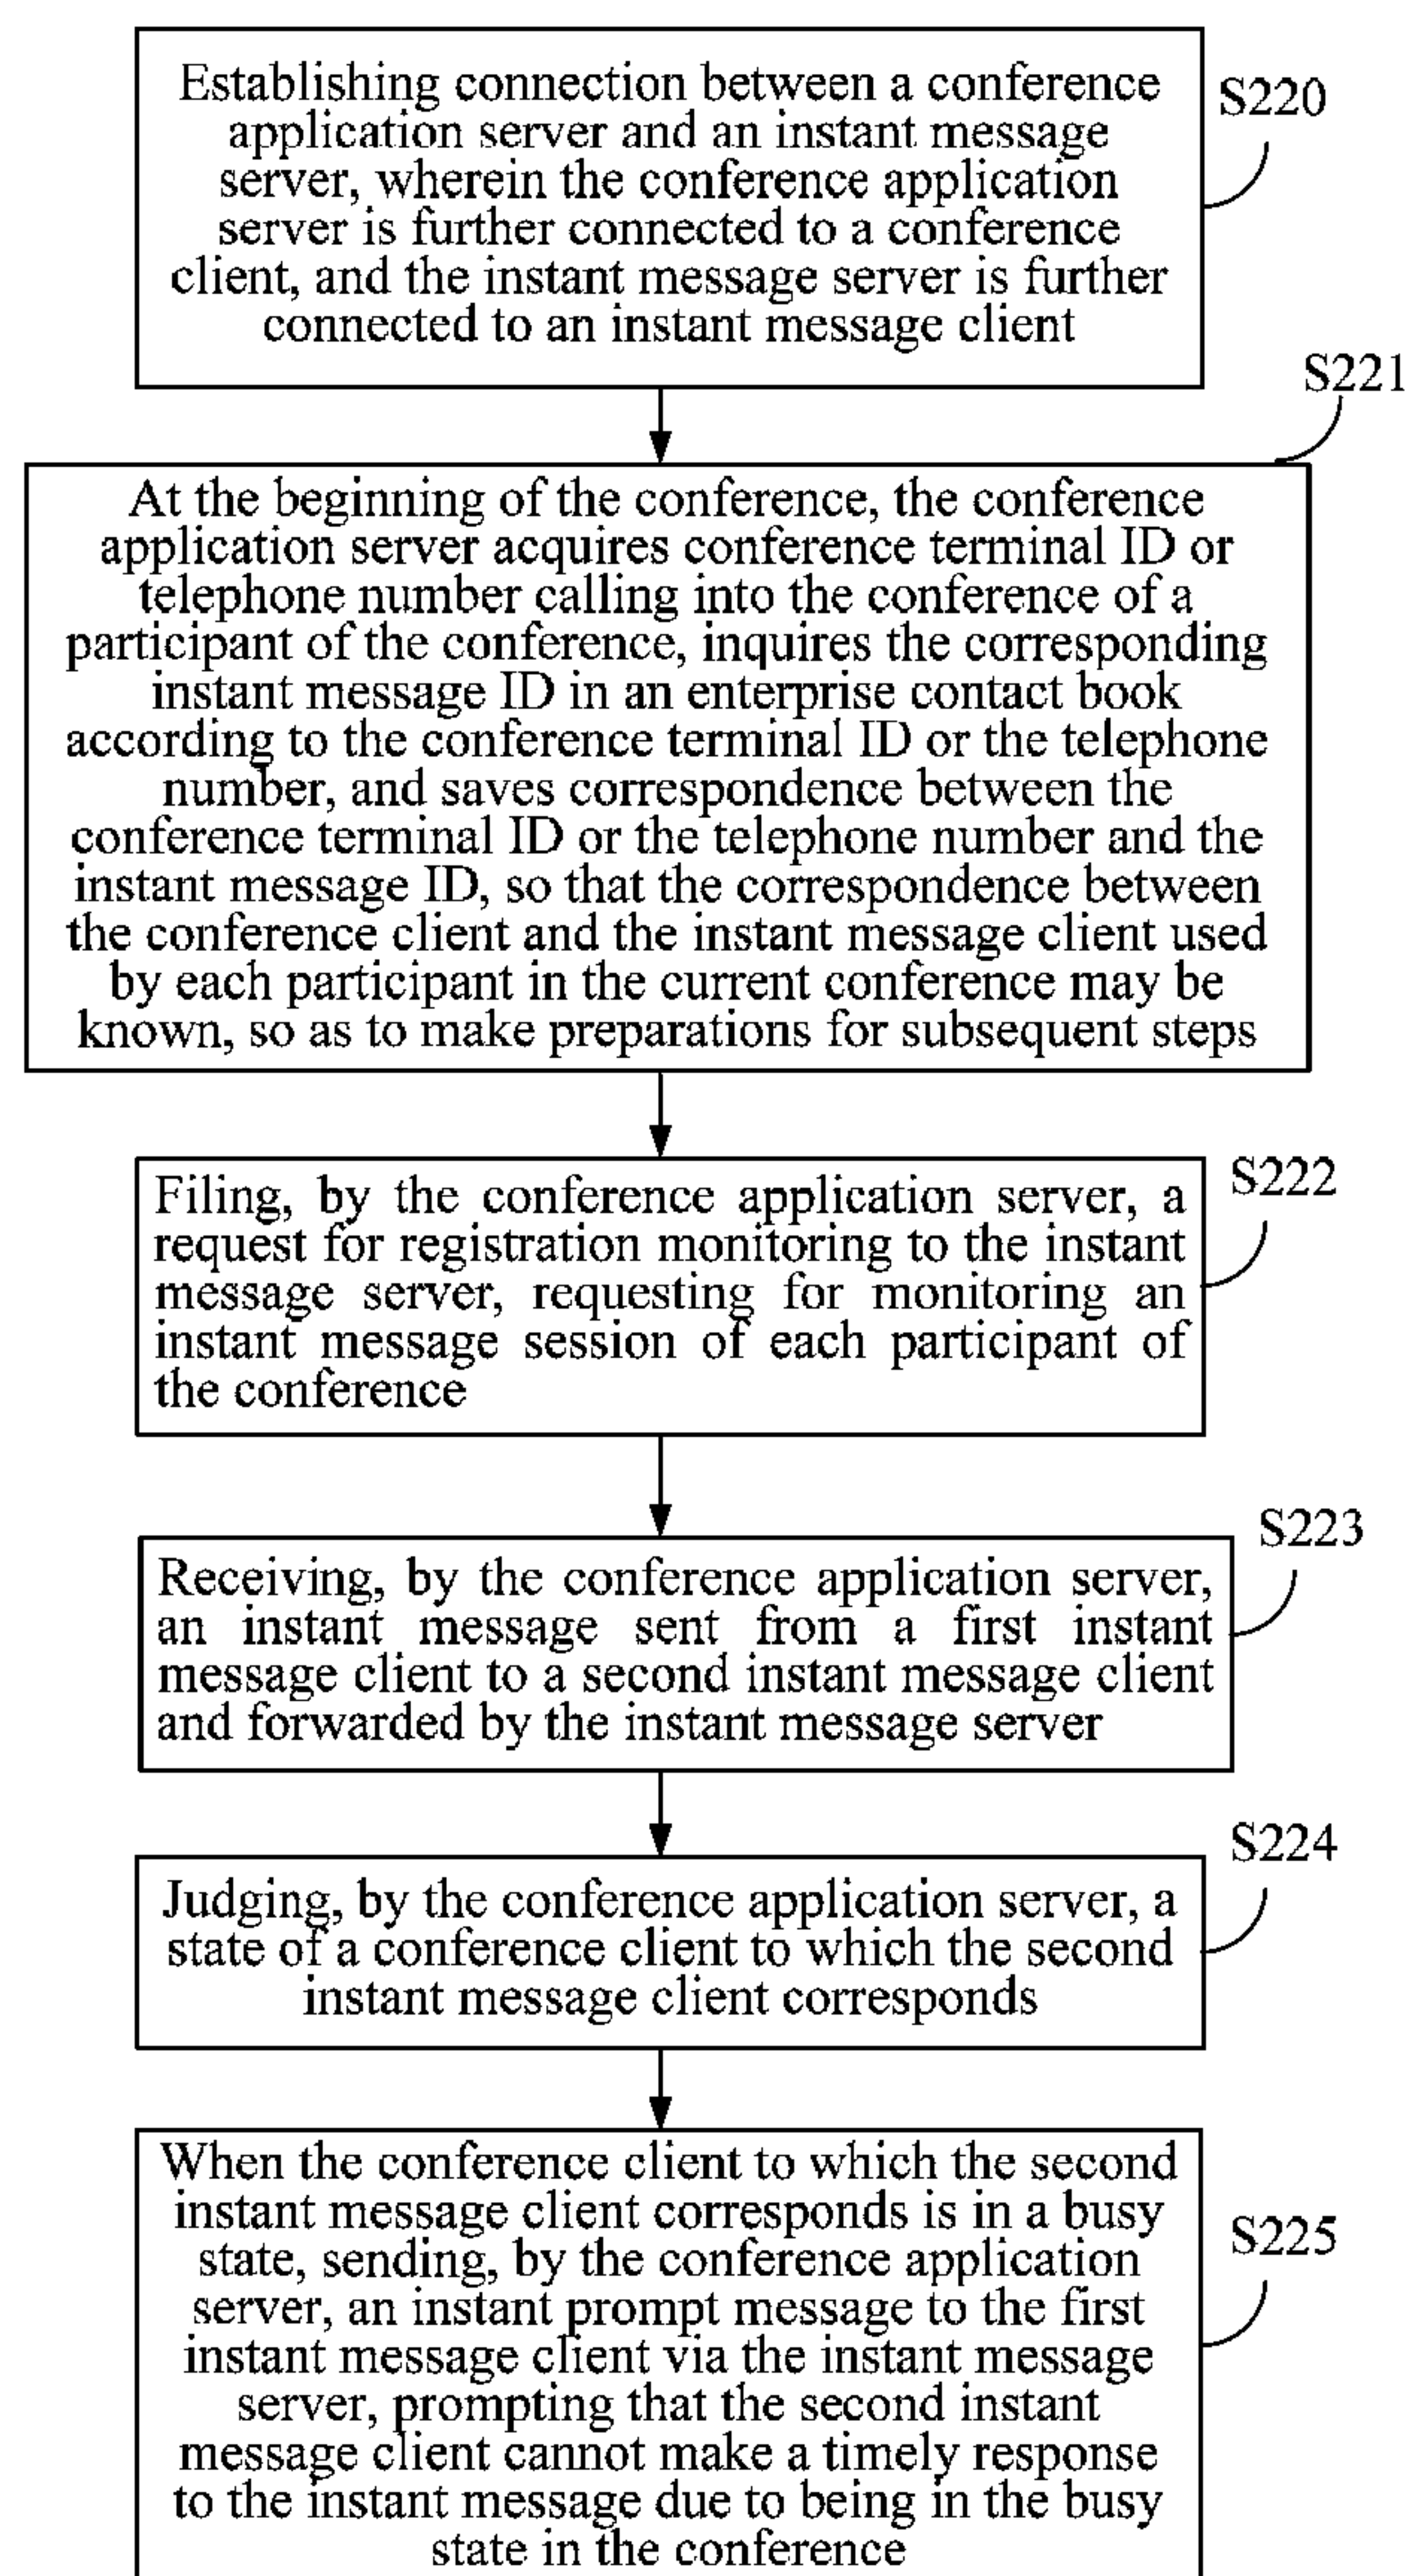 Establishing connection between a conference
application server and an instant message
server, wherein the conference application
server is further connected to a conference
client, and the instant message server is further
connected to an instant message client
S220
S221
At the beginning of the conference, the conference
application server acquires conference terminal ID or
telephone number calling into the conference of a
participant of the conference, inquires the corresponding
instant message ID in an enterprise contact book
according to the conference terminal ID or the telephone
number, and saves correspondence between the
conference terminal ID or the telephone number and the
instant message ID, so that the correspondence between
the conference client and the instant message client used
by each participant in the current conference may be
known, so as to make preparations for subsequent steps
S222
Filing, by the conference application server, a
request for registration monitoring to the instant
message server, requesting for monitoring an
instant message session of each participant of
the conference
S223
Receiving, by the conference application server,
an instant message sent from a first instant
message client to a second instant message client
and forwarded by the instant message server
S224
Judging, by the conference application server, a
state of a conference client to which the second
instant message client corresponds
When the conference client to which the second
instant message client corresponds is in a busy
state, sending, by the conference application
server, an instant prompt message to the first
instant message client via the instant message
server, prompting that the second instant
message client cannot make a timely response
to the instant message due to being in the busy
state in the conference
S225